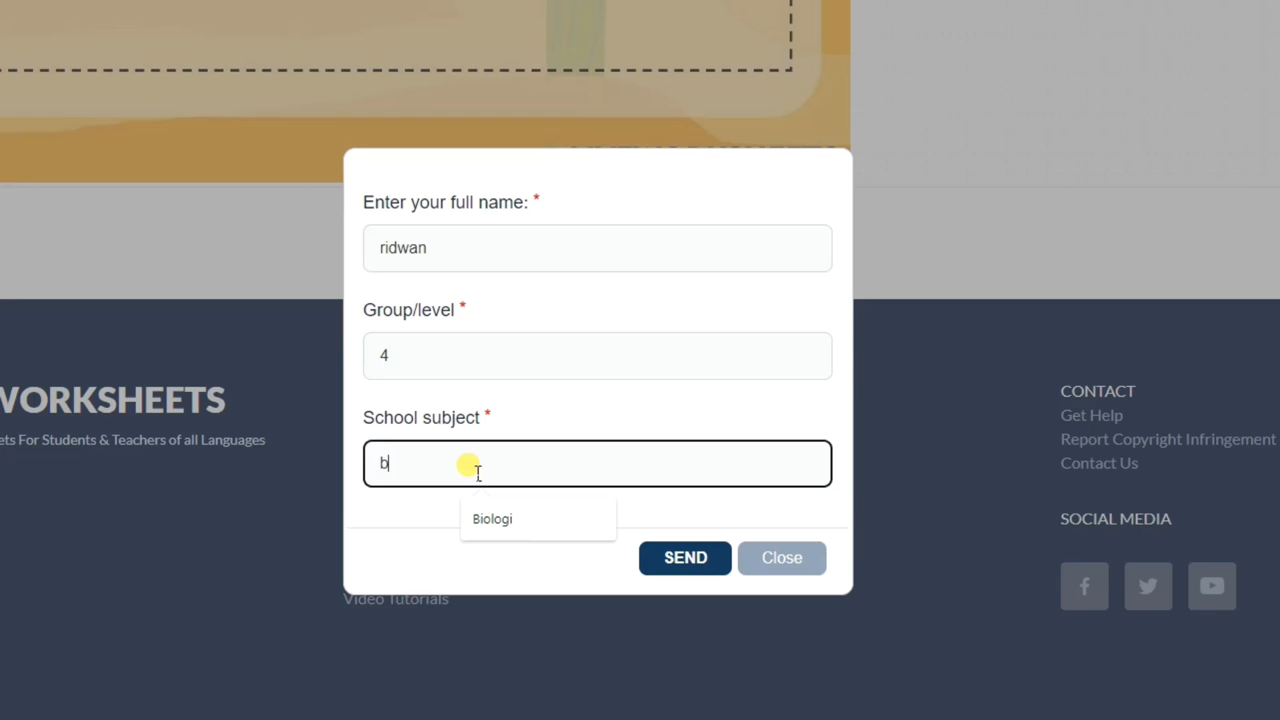 Enter your full name: *
ridwan
Group/level *
4
School subject *
b
Biologi
SEND Close
WORKSHEETS
ets For Students & Teachers of all Languages
Video Tutorials
CONTACT
Get Help
Report Copyright Infringement
Contact Us
SOCIAL MEDIA